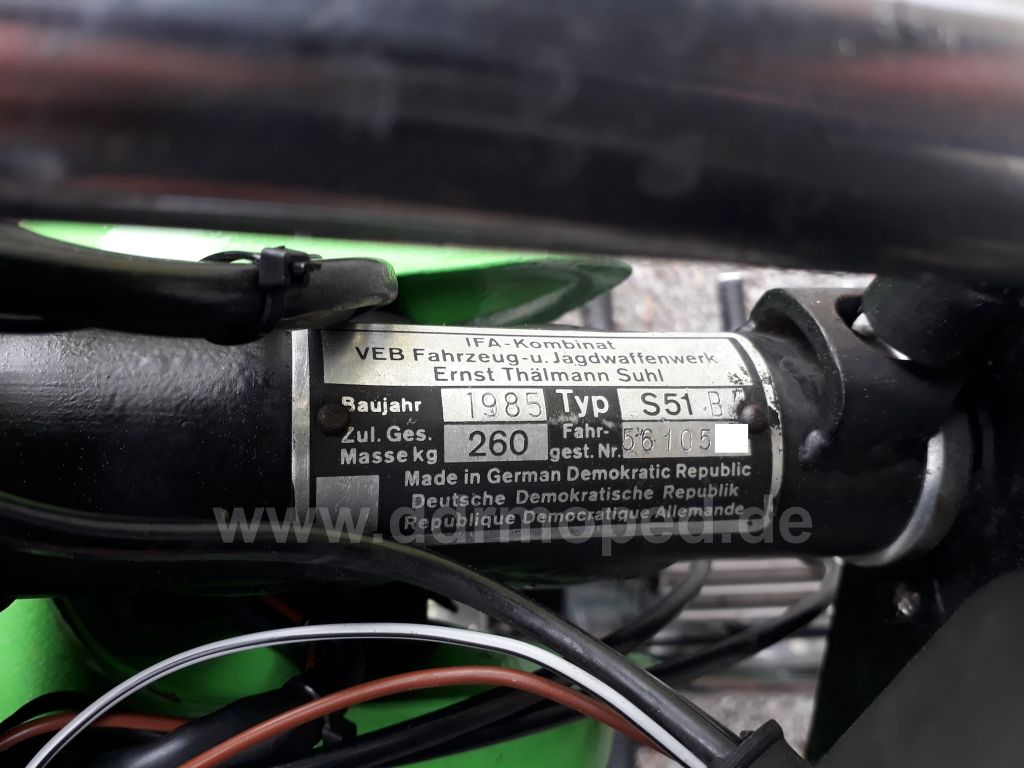 IFA-Kombinat
VEB Fahrzeug-u. Jagdwaffenwerk
Ernst Thälmann Suhl
Baujahr 1985 Typ S51 B
Zul. Ges. Masse kg 260 Fahr-gest. Nr. 56105
Made in German Demokratic Republic
Deutsche Demokratische Republik
Republique Democratique Allemande
www.ddrmoped.de